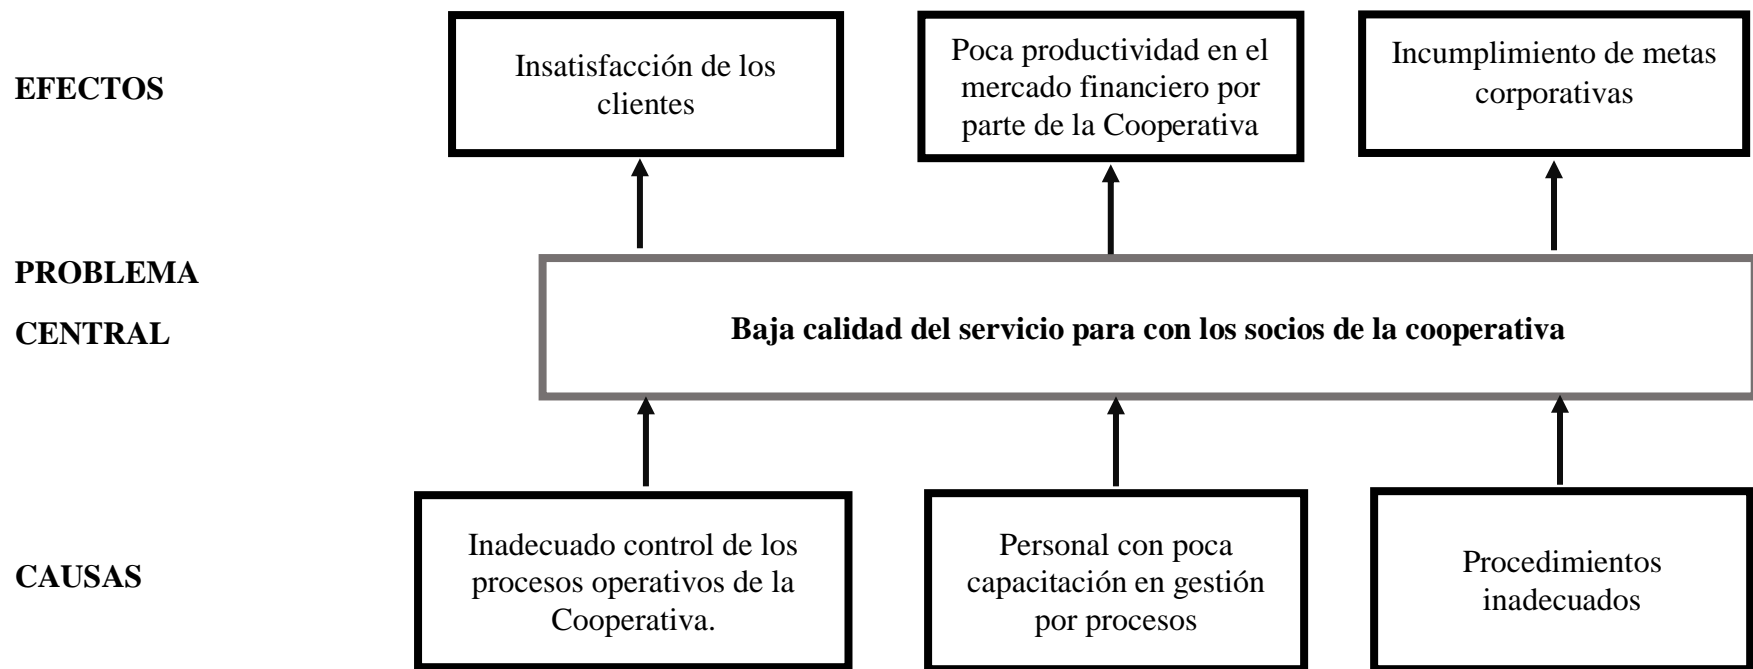 EFECTOS
Insatisfacción de los
clientes
Poca productividad en el
mercado financiero por
parte de la Cooperativa
Incumplimiento de metas
corporativas
PROBLEMA
CENTRAL
Baja calidad del servicio para con los socios de la cooperativa
CAUSAS
Inadecuado control de los
procesos operativos de la
Cooperativa.
Personal con poca
capacitación en gestión
por procesos
Procedimientos
inadecuados